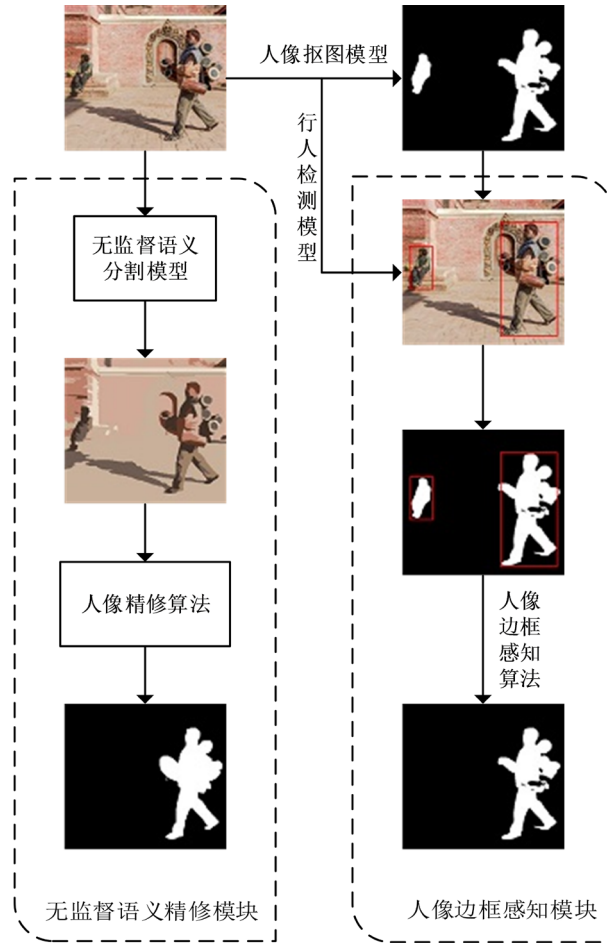 人像抠图模型
行人检测模型
无监督语义
分割模型
人像精修算法
人像
边框
感知
算法
无监督语义精修模块
人像边框感知模块